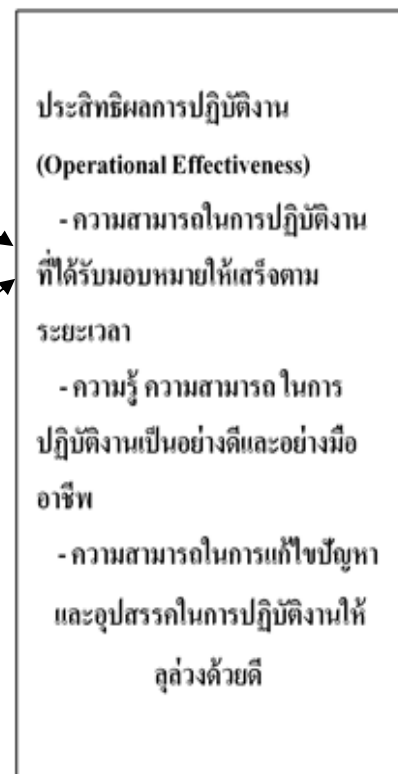 ประสิทธิผลการปฏิบัติงาน
(Operational Effectiveness)
- ความสามารถในการปฏิบัติงาน
ที่ได้รับมอบหมายให้เสร็จตาม
ระยะเวลา
- ความรู้ ความสามารถ ในการ
ปฏิบัติงานเป็นอย่างดีและอย่างมือ
อาชีพ
- ความสามารถในการแก้ไขปัญหา
และอุปสรรคในการปฏิบัติงานให้
ลุล่วงด้วยดี